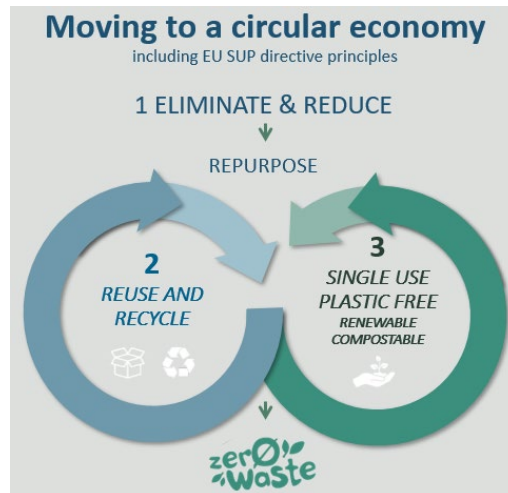 Moving to a circular economy
including EU SUP directive principles
1 ELIMINATE & REDUCE
REPURPOSE
2
REUSE AND
RECYCLE
3
SINGLE USE
PLASTIC FREE
RENEWABLE
COMPOSTABLE
zerO
waste